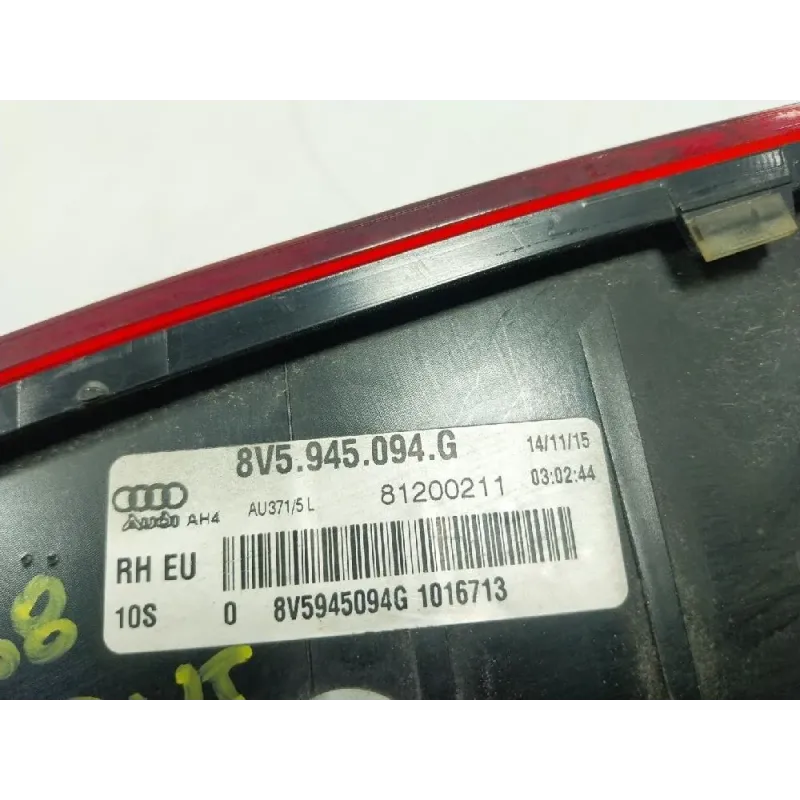 8V5.945.094.G
14/11/15
Audi AH4
AU371/5 L
81200211
03:02:44
RH EU
10S
0
8V5945094G 1016713